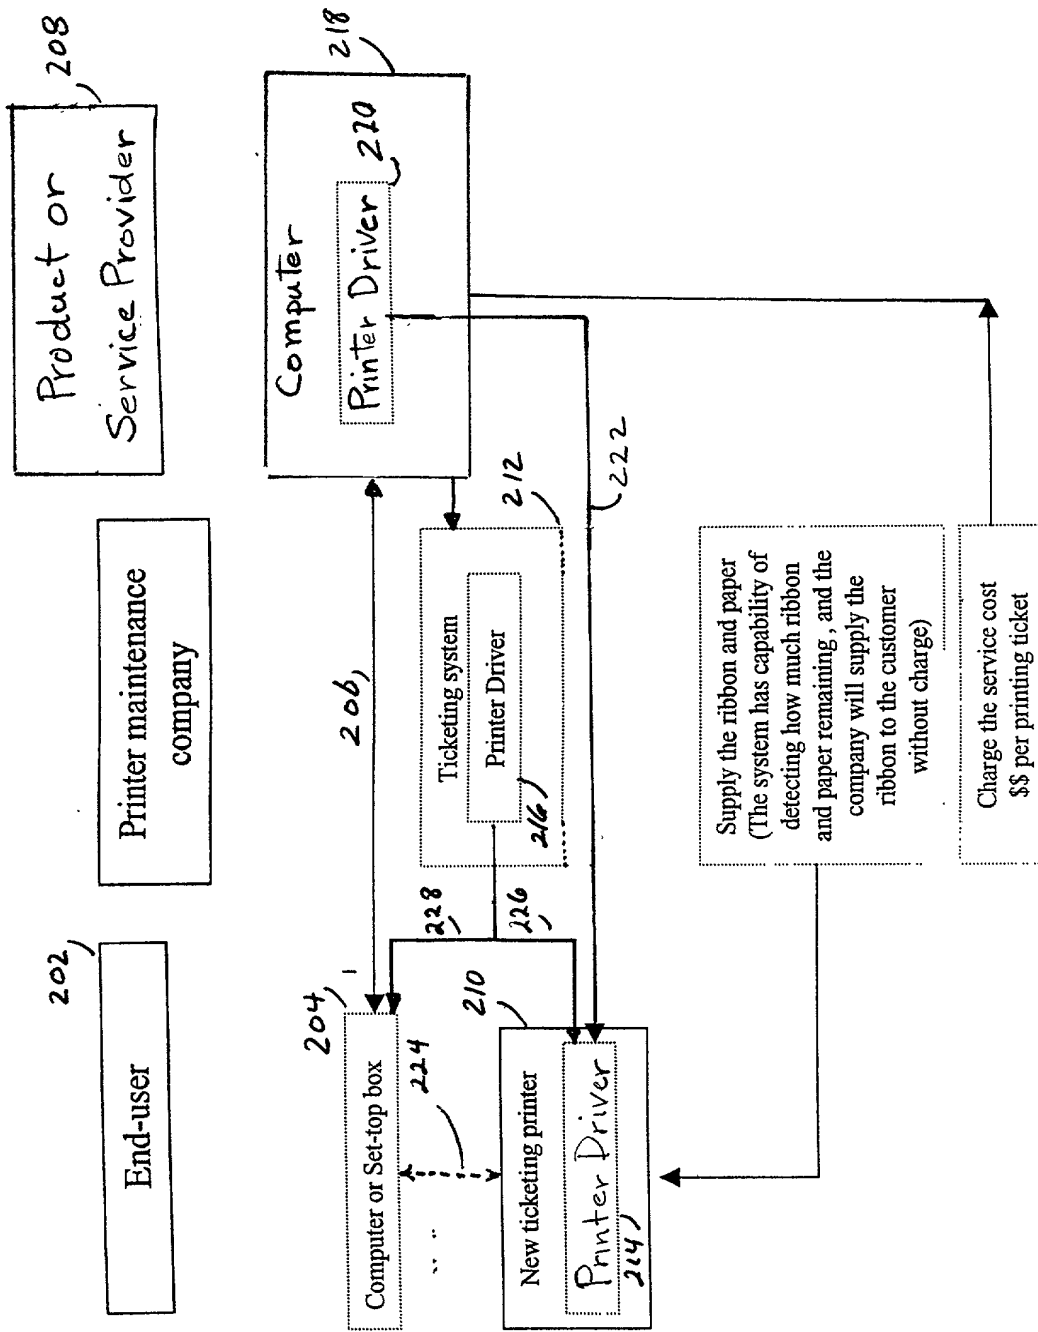 202
End-user
Printer maintenance
company
208
Product or
Service Provider
204
Computer or Set-top box
206
Computer
218
Printer Driver
220
224
228
226
Ticketing system
Printer Driver
216
212
210
New ticketing printer
Printer Driver
214
222
Supply the ribbon and paper
(The system has capability of
detecting how much ribbon
and paper remaining , and the
company will supply the
ribbon to the customer
without charge)
Charge the service cost
$$ per printing ticket